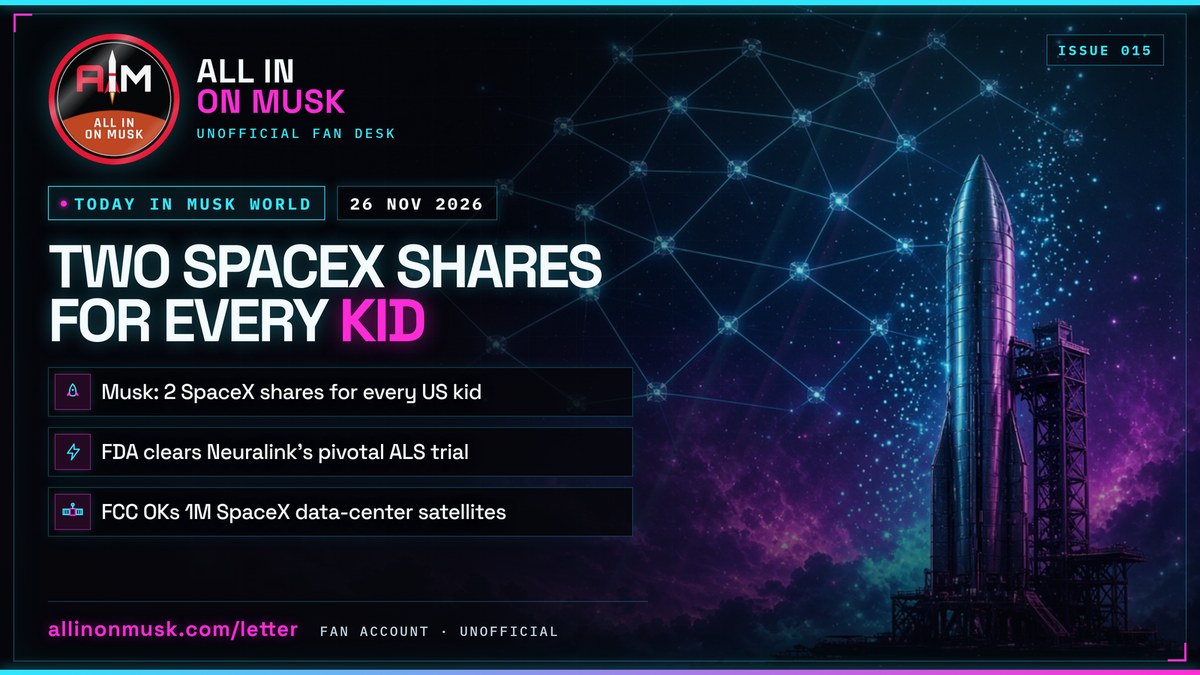 AiM
ALL IN
ON MUSK
ALL IN
ON MUSK
UNOFFICIAL FAN DESK
ISSUE 015
TODAY IN MUSK WORLD
26 NOV 2026
TWO SPACEX SHARES
FOR EVERY KID
Musk: 2 SpaceX shares for every US kid
FDA clears Neuralink’s pivotal ALS trial
FCC OKs 1M SpaceX data-center satellites
allinonmusk.com/letter
FAN ACCOUNT · UNOFFICIAL